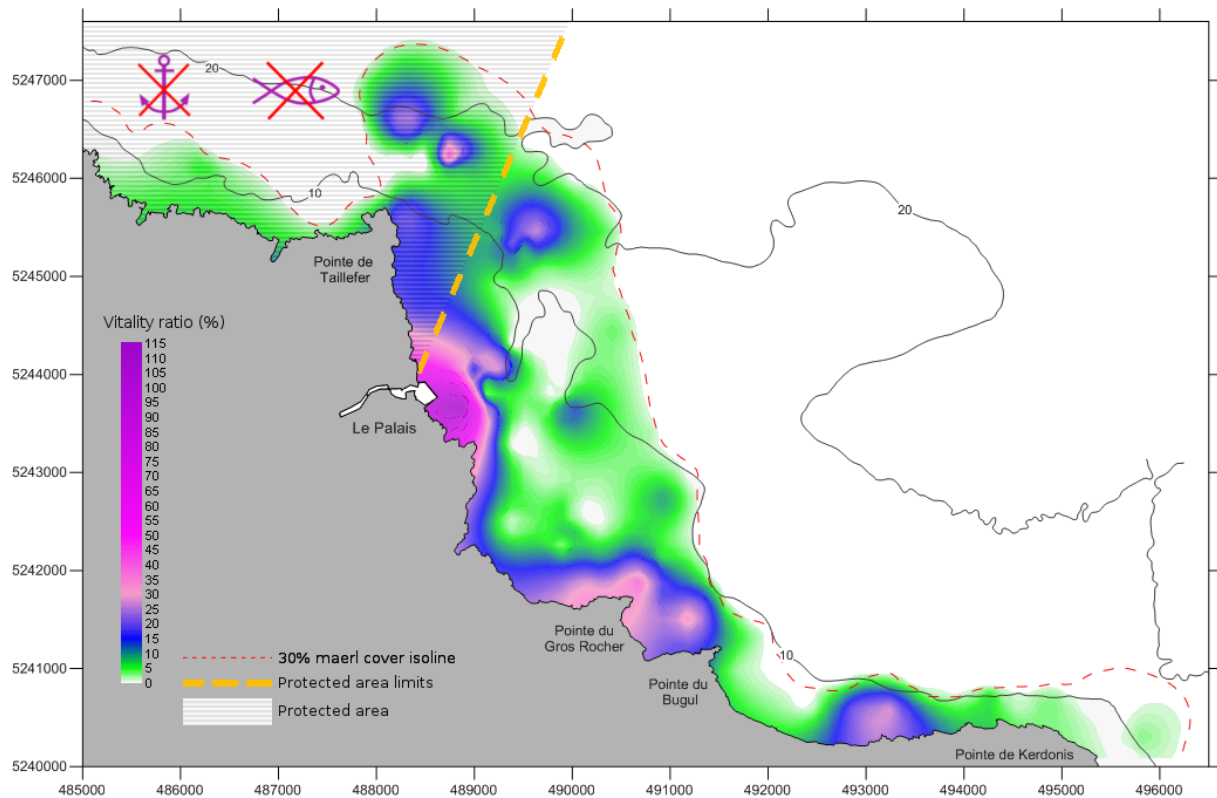 5247000
5246000
5245000
5244000
5243000
5242000
5241000
5240000
20
10
20
10
Pointe de
Taillefer
Vitality ratio (%)
115
110
105
100
95
90
85
80
75
70
65
60
55
50
45
40
35
30
25
20
15
10
5
0
Le Palais
Pointe du
Gros Rocher
Pointe du
Bugul
Pointe de Kerdonis
30% maerl cover isoline
Protected area limits
Protected area
485000 486000 487000 488000 489000 490000 491000 492000 493000 494000 495000 496000